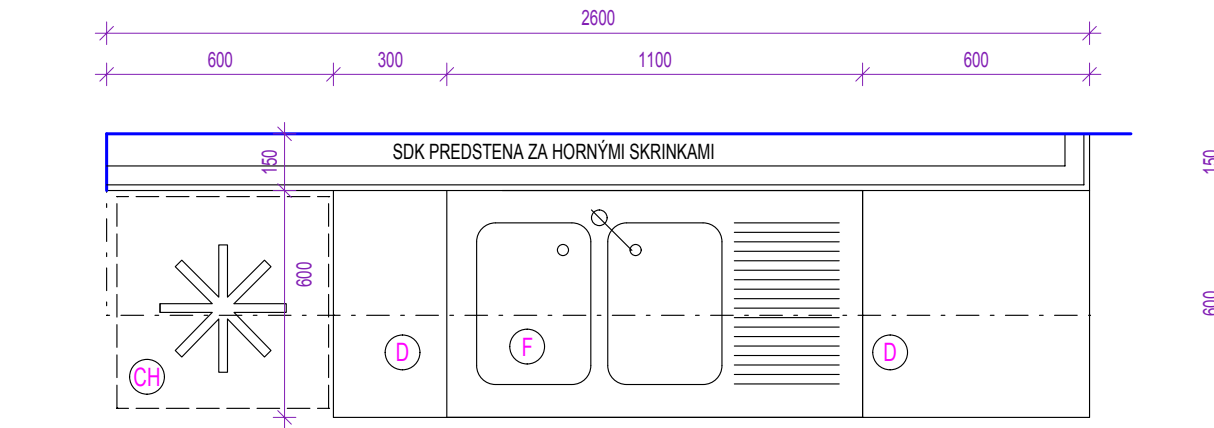 2600
600 300 1100 600
SDK PREDSTENA ZA HORNÝMI SKRINKAMI
150
150
600
600
D F D
CH